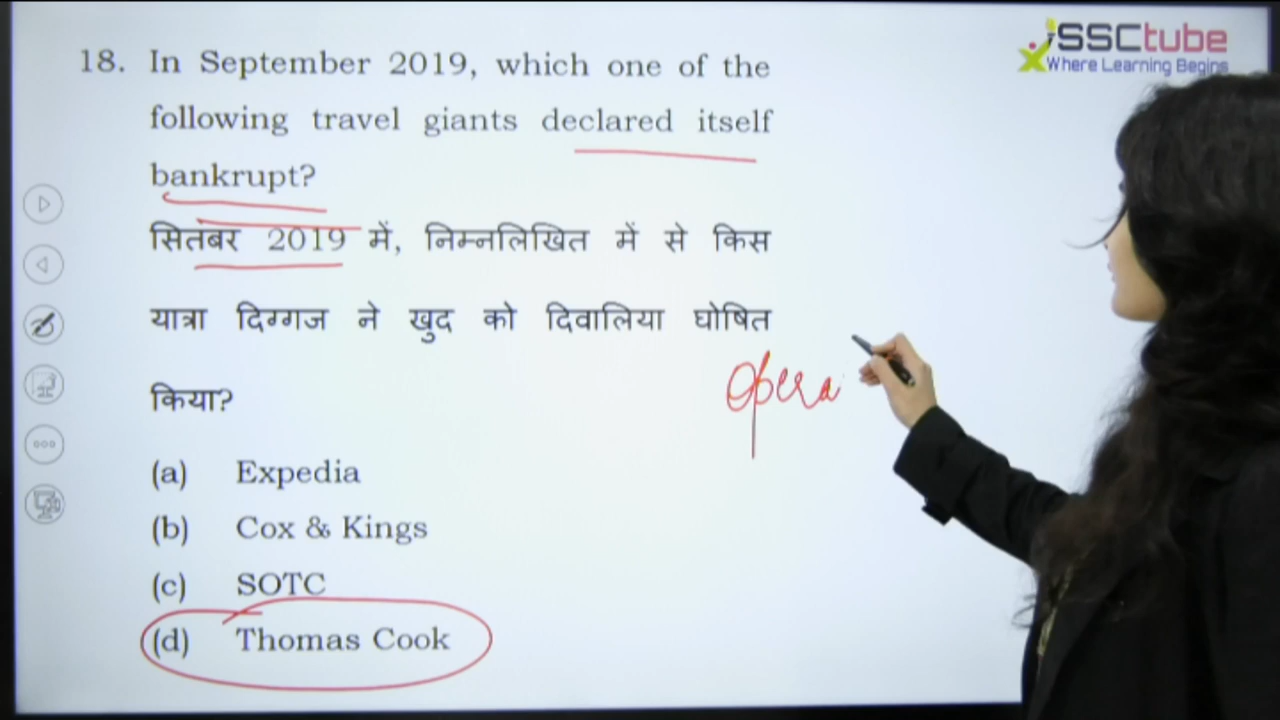 SSCtube
Where Learning Begins
18. In September 2019, which one of the
following travel giants declared itself
bankrupt?
सितंबर 2019 में, निम्नलिखित में से किस
यात्रा दिग्गज ने खुद को दिवालिया घोषित
किया?
opera
(a) Expedia
(b) Cox & Kings
(c) SOTC
(d) Thomas Cook